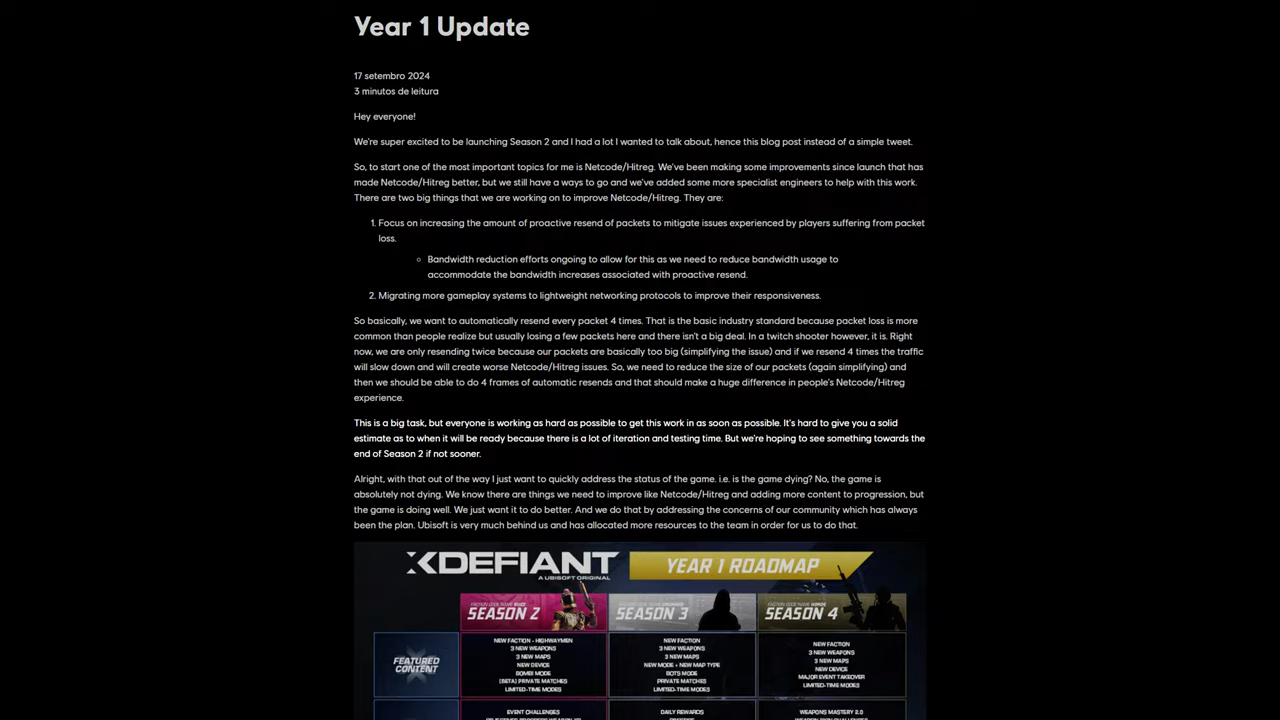 Year 1 Update
17 setembro 2024
3 minutos de leitura
Hey everyone!
We're super excited to be launching Season 2 and I had a lot I wanted to talk about, hence this blog post instead of a simple tweet.
So, to start one of the most important topics for me is Netcode/Hitreg. We've been making some improvements since launch that has
made Netcode/Hitreg better, but we still have a ways to go and we've added some more specialist engineers to help with this work.
There are two big things that we are working on to improve Netcode/Hitreg. They are:
1. Focus on increasing the amount of proactive resend of packets to mitigate issues experienced by players suffering from packet
loss.
Bandwidth reduction efforts ongoing to allow for this as we need to reduce bandwidth usage to
accommodate the bandwidth increases associated with proactive resend.
2. Migrating more gameplay systems to lightweight networking protocols to improve their responsiveness.
So basically, we want to automatically resend every packet 4 times. That is the basic industry standard because packet loss is more
common than people realize but usually losing a few packets here and there isn't a big deal. In a twitch shooter however, it is. Right
now, we are only resending twice because our packets are basically too big (simplifying the issue) and if we resend 4 times the traffic
will slow down and will create worse Netcode/Hitreg issues. So, we need to reduce the size of our packets (again simplifying) and
then we should be able to do 4 frames of automatic resends and that should make a huge difference in people's Netcode/Hitreg
experience.
This is a big task, but everyone is working as hard as possible to get this work in as soon as possible. It's hard to give you a solid
estimate as to when it will be ready because there is a lot of iteration and testing time. But we're hoping to see something towards the
end of Season 2 if not sooner.
Alright, with that out of the way I just want to quickly address the status of the game. i.e. is the game dying? No, the game is
absolutely not dying. We know there are things we need to improve like Netcode/Hitreg and adding more content to progression, but
the game is doing well. We just want it to do better. And we do that by addressing the concerns of our community which has always
been the plan. Ubisoft is very much behind us and has allocated more resources to the team in order for us to do that.
XDEFIANT
A UBISOFT ORIGINAL
YEAR 1 ROADMAP
SEASON 2
SEASON 3
SEASON 4
FEATURED
CONTENT
NEW FACTION - HIGHWAYMEN
3 NEW WEAPONS
3 NEW MAPS
NEW DEVICE
BOMB MODE
[BETA] PRIVATE MATCHES
LIMITED-TIME MODES
NEW FACTION
3 NEW WEAPONS
3 NEW MAPS
NEW MODE + NEW MAP TYPE
BOTS MODE
PRIVATE MATCHES
LIMITED-TIME MODES
NEW FACTION
3 NEW WEAPONS
3 NEW MAPS
NEW DEVICE
MAJOR EVENT TAKEOVER
LIMITED-TIME MODES
EVENT CHALLENGES
DAILY REWARDS
WEAPONS MASTERY 2.0